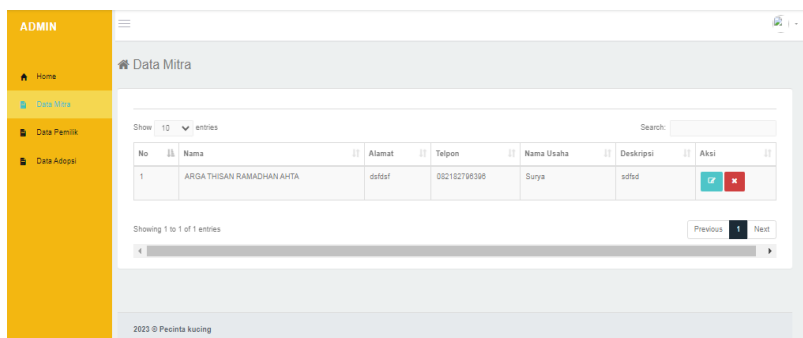 ADMIN
Data Mitra
Home
Data Mitra
Data Pemilik
Data Adopsi
Show 10 entries
Search:
No Nama Alamat Telpon Nama Usaha Deskripsi Aksi
1 ARGA THISAN RAMADHAN AHTA dsfdsf 082182796396 Surya sdfsd
Showing 1 to 1 of 1 entries
Previous 1 Next
2023 © Pecinta kucing